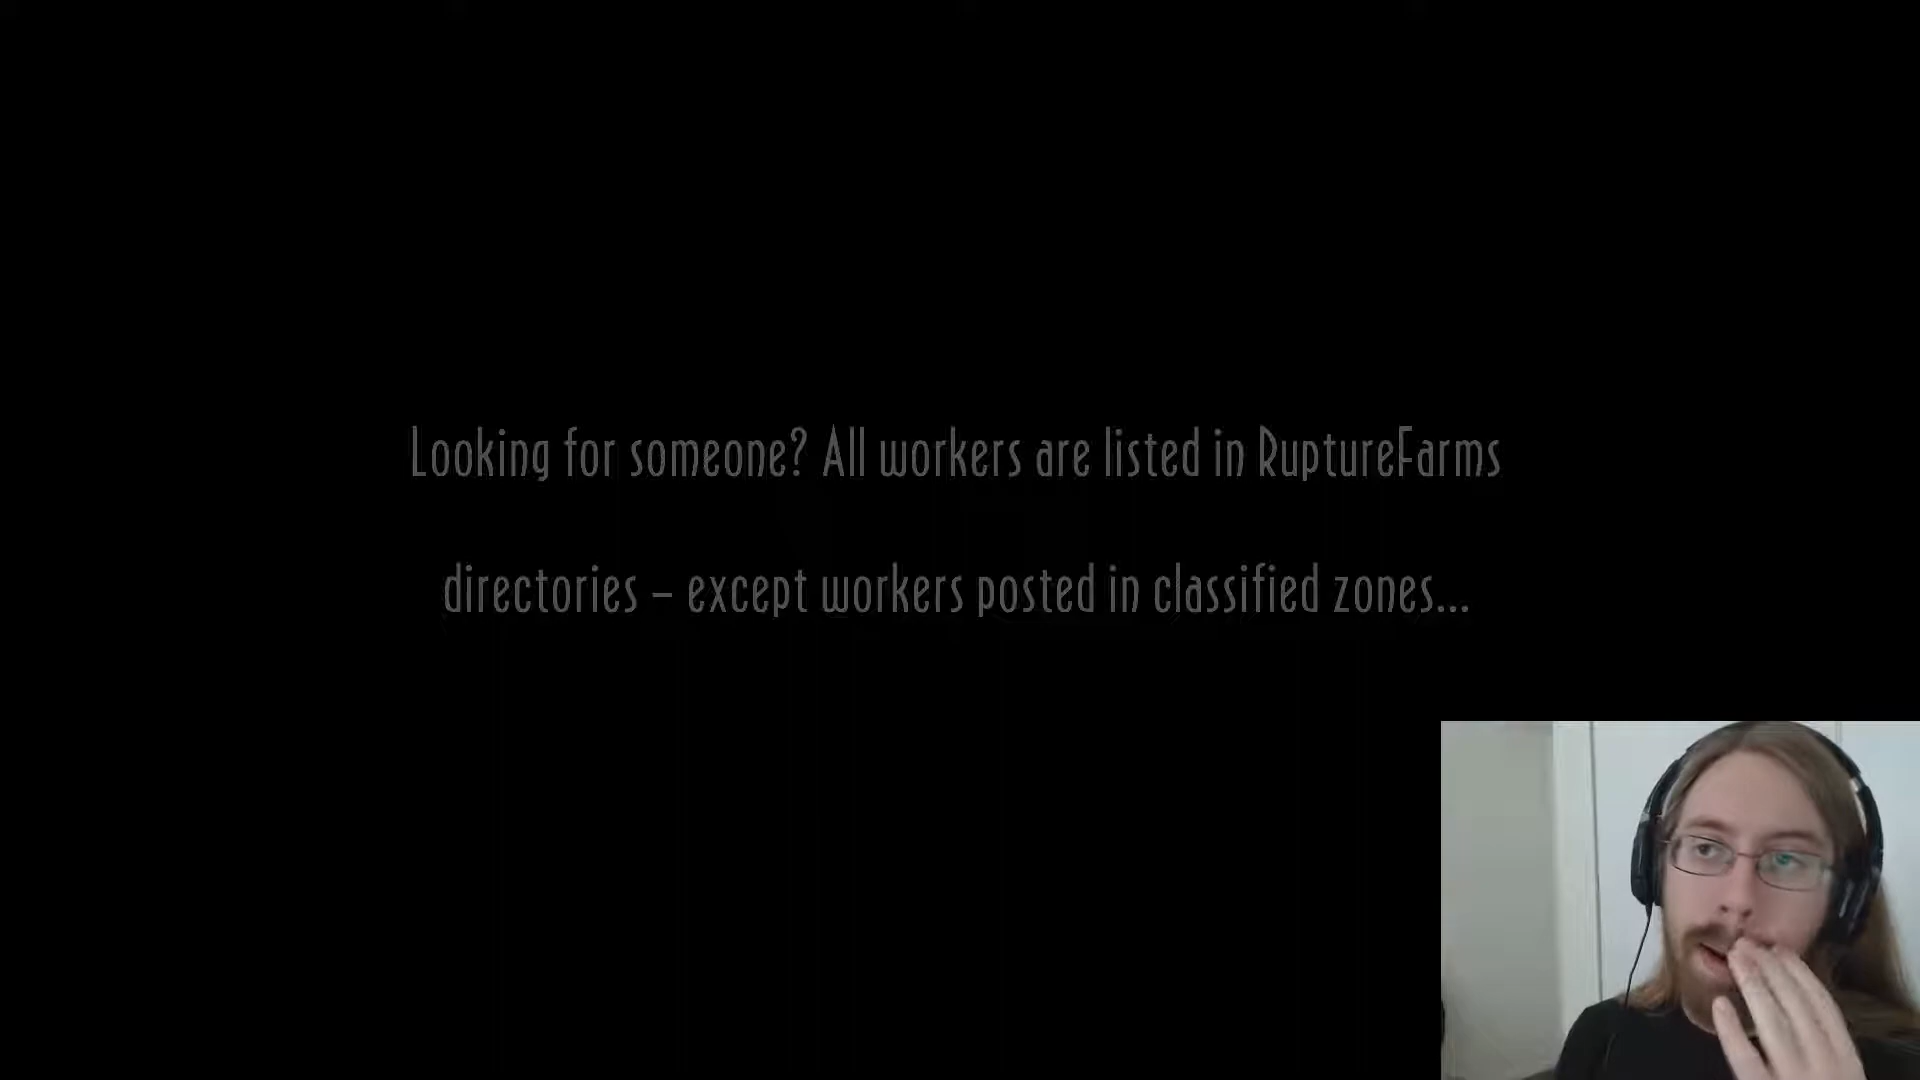 Looking for someone? All workers are listed in RuptureFarms
directories – except workers posted in classified zones...